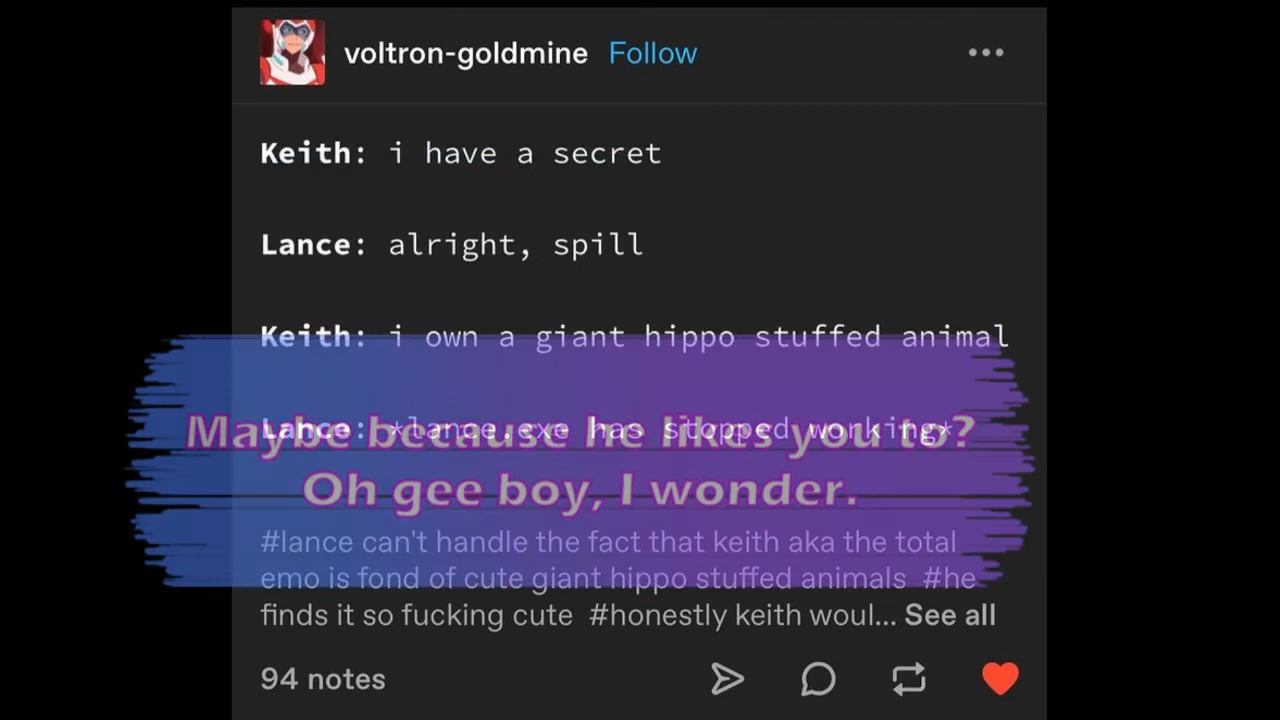 voltron-goldmine Follow
Keith: i have a secret
Lance: alright, spill
Keith: i own a giant hippo stuffed animal
Lance: *lance.exe has stopped working*
Maybe because he likes you to?
Oh gee boy, I wonder.
#lance can't handle the fact that keith aka the total
emo is fond of cute giant hippo stuffed animals #he
finds it so fucking cute #honestly keith woul... See all
94 notes